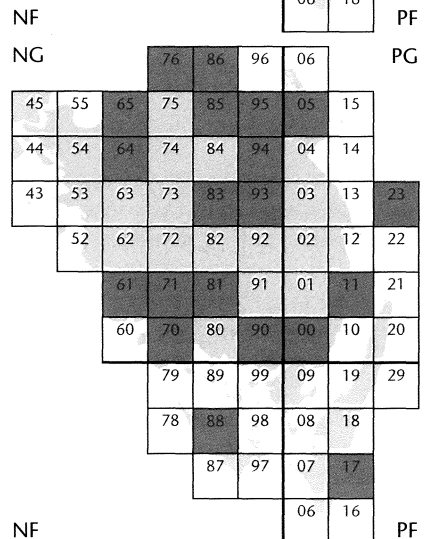 NF PF
NG PG
76 86 96 06
45 55 65 75 85 95 05 15
44 54 64 74 84 94 04 14
43 53 63 73 83 93 03 13 23
52 62 72 82 92 02 12 22
61 71 81 91 01 11 21
60 70 80 90 00 10 20
79 89 99 09 19 29
78 88 98 08 18
87 97 07 17
06 16
NF PF